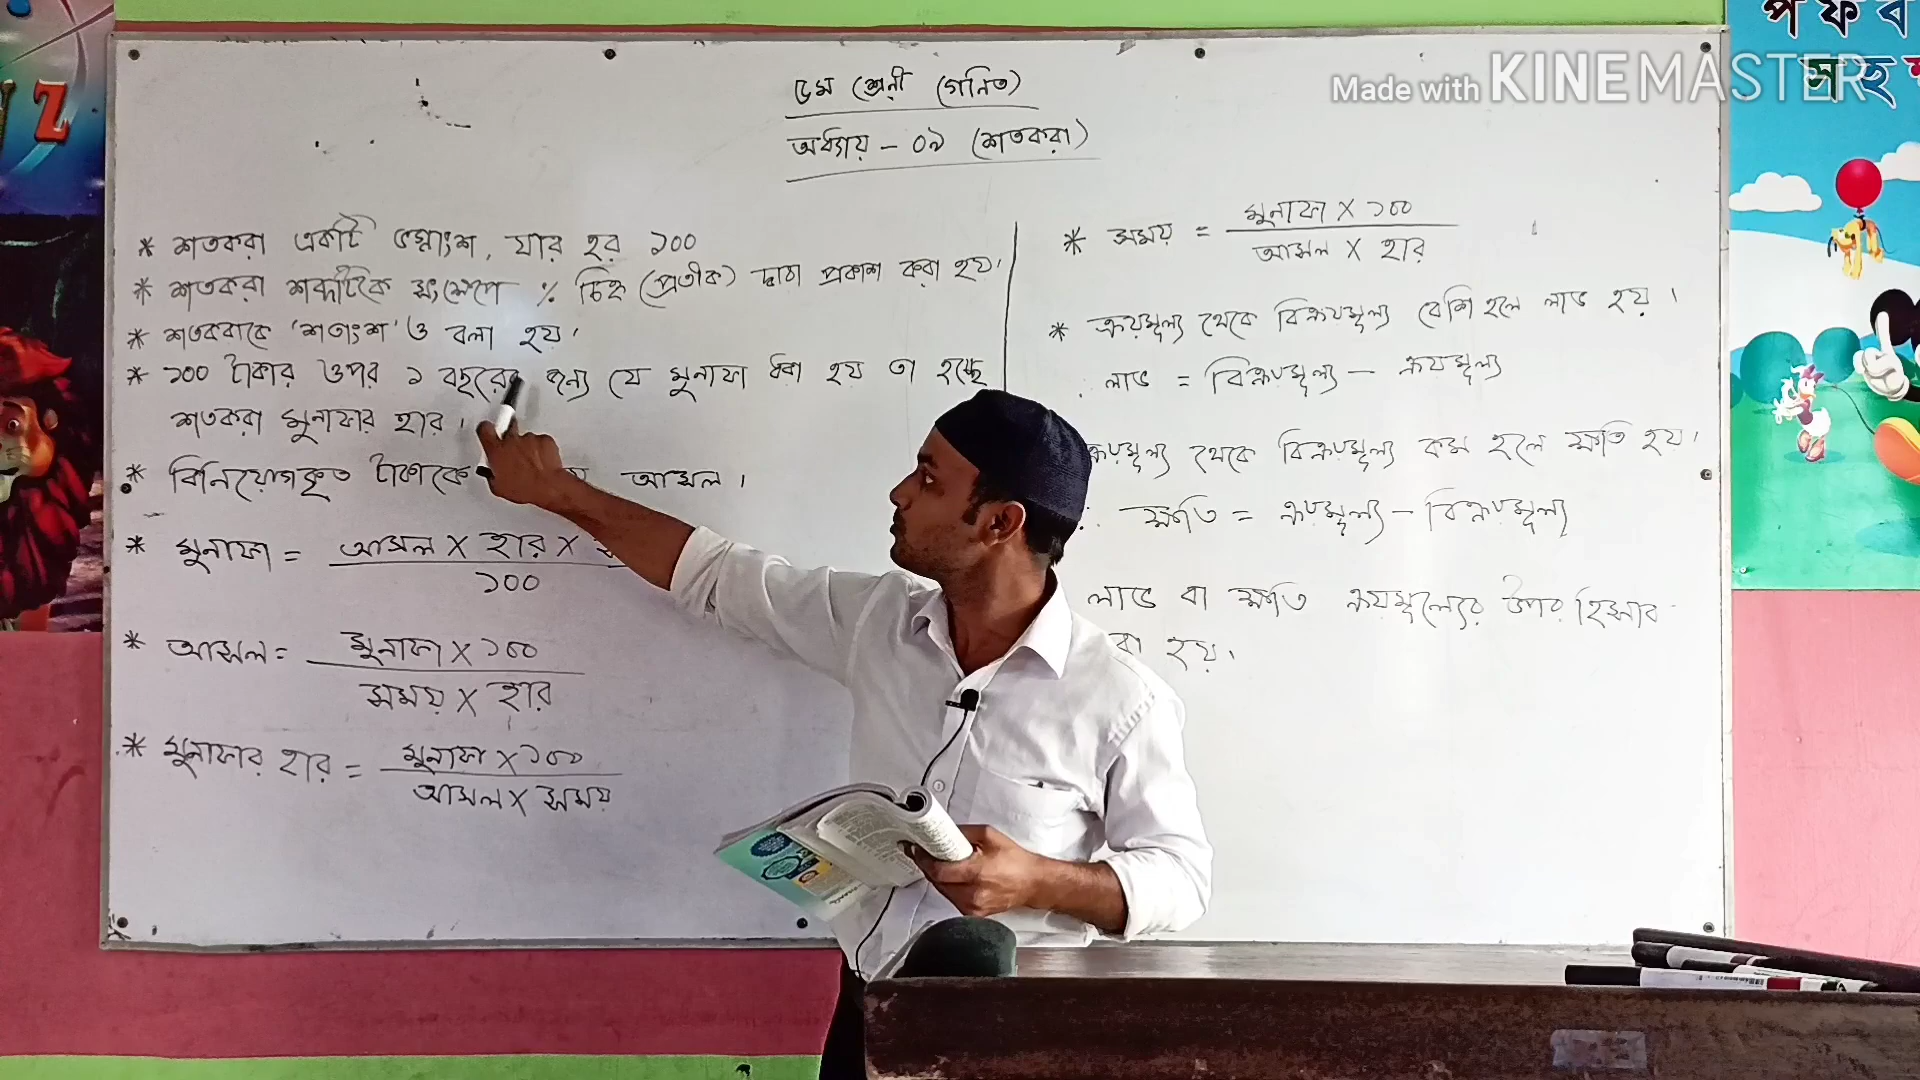 ৫ম শ্রেণী (গনিত)
অধ্যায় - ০৯ (শতকরা)
* শতকরা একটি ভগ্নাংশ, যার হর ১০০
* শতকরা শব্দটিকে সংক্ষেপে % চিহ্ন (প্রতীক) দ্বারা প্রকাশ করা হয়।
* শতকরাকে 'শতাংশ' ও বলা হয়।
* ১০০ টাকার উপর ১ বছরের জন্য যে মুনাফা ধরা হয় তা হচ্ছে
শতকরা মুনাফার হার।
* বিনিয়োগকৃত টাকাকে আসল।
* মুনাফা = আসল X হার X
১০০
* আসল = মুনাফা X ১০০
সময় X হার
* মুনাফার হার = মুনাফা X ১০০
আসল X সময়
* সময় = মুনাফা X ১০০
আসল X হার
* ক্রয়মূল্য থেকে বিক্রয়মূল্য বেশি হলে লাভ হয়।
লাভ = বিক্রয়মূল্য - ক্রয়মূল্য
ক্রয়মূল্য থেকে বিক্রয়মূল্য কম হলে ক্ষতি হয়।
ক্ষতি = ক্রয়মূল্য - বিক্রয়মূল্য
লাভ বা ক্ষতি ক্রয়মূল্যের উপর হিসাব
হয়।
Made with KINEMASTER
প ফ ব
স হ
Z